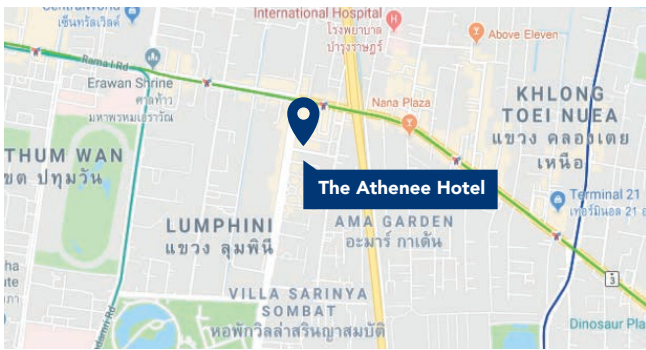 CentralWorld
เซ็นทรัลเวิลด์
International Hospital
โรงพยาบาล
บำรุงราษฎร์
Above Eleven
Rama I Rd
Erawan Shrine
ศาลท้าว
มหาพรหมเอราวัณ
Nana Plaza
KHLONG
TOEI NUEA
แขวง คลองเตย
เหนือ
THUM WAN
ขต ปทุมวัน
The Athenee Hotel
Terminal 21
เทอร์มินอล 21 อ
LUMPHINI
แขวง ลุมพินี
AMA GARDEN
อะมาร์ กาเด้น
VILLA SARINYA
SOMBAT
หอพักวิลล่าสรินญาสมบัติ
3
Dinosaur Pla